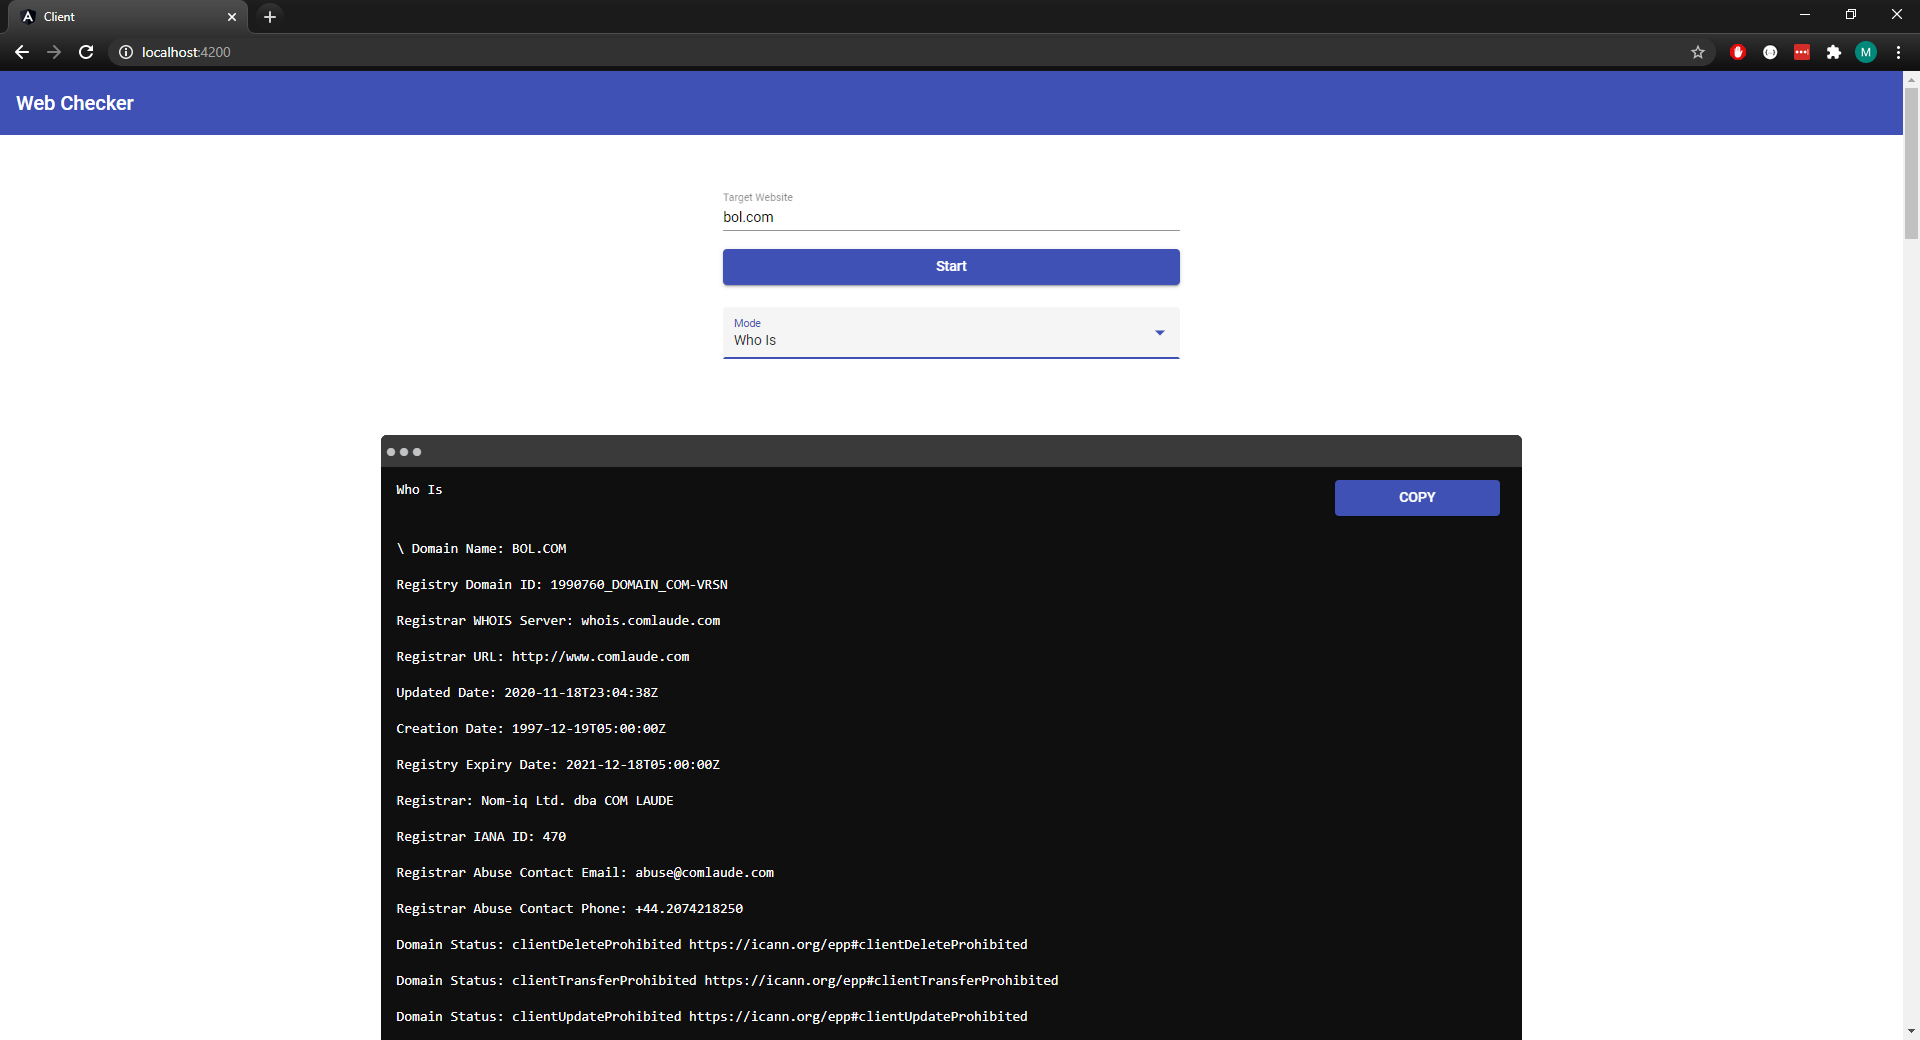 Client
localhost:4200
M
Web Checker
Target Website
bol.com
Start
Mode
Who Is
Who Is
COPY
\ Domain Name: BOL.COM
Registry Domain ID: 1990760_DOMAIN_COM-VRSN
Registrar WHOIS Server: whois.comlaude.com
Registrar URL: http://www.comlaude.com
Updated Date: 2020-11-18T23:04:38Z
Creation Date: 1997-12-19T05:00:00Z
Registry Expiry Date: 2021-12-18T05:00:00Z
Registrar: Nom-iq Ltd. dba COM LAUDE
Registrar IANA ID: 470
Registrar Abuse Contact Email: abuse@comlaude.com
Registrar Abuse Contact Phone: +44.2074218250
Domain Status: clientDeleteProhibited https://icann.org/epp#clientDeleteProhibited
Domain Status: clientTransferProhibited https://icann.org/epp#clientTransferProhibited
Domain Status: clientUpdateProhibited https://icann.org/epp#clientUpdateProhibited